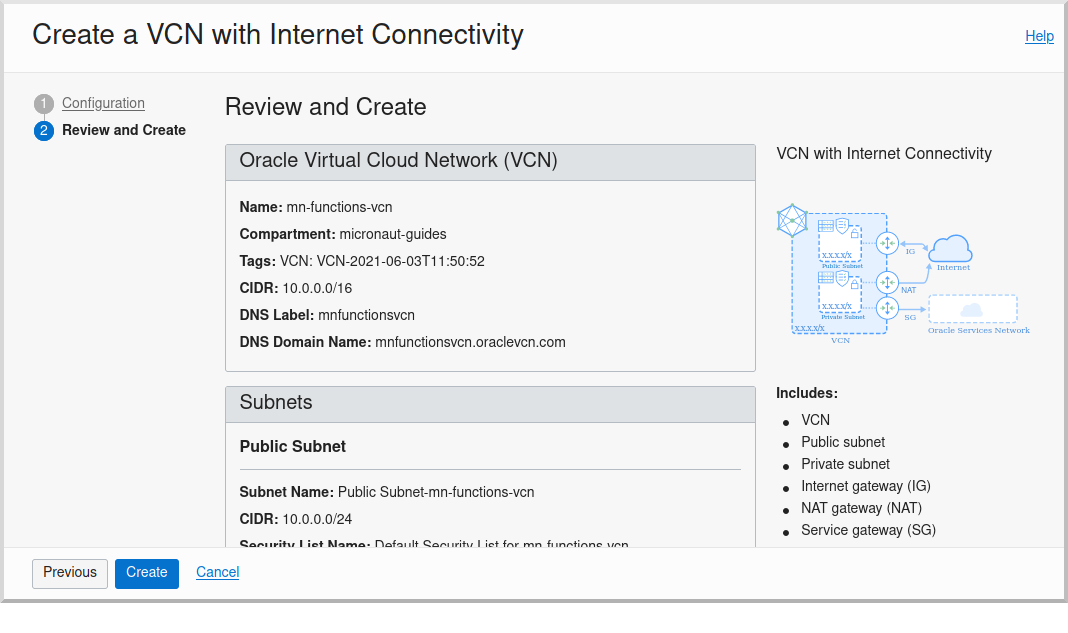 Create a VCN with Internet Connectivity
Help
1 Configuration
2 Review and Create
Review and Create
Oracle Virtual Cloud Network (VCN)
Name: mn-functions-vcn
Compartment: micronaut-guides
Tags: VCN: VCN-2021-06-03T11:50:52
CIDR: 10.0.0.0/16
DNS Label: mnfunctionsvcn
DNS Domain Name: mnfunctionsvcn.oraclevcn.com
Subnets
Public Subnet
Subnet Name: Public Subnet-mn-functions-vcn
CIDR: 10.0.0.0/24
Security List Name: Default Security List for mn-functions-vcn
VCN with Internet Connectivity
X.X.X.X/X
Public Subnet
IG
Internet
NAT
X.X.X.X/X
Private Subnet
SG
X.X.X.X/X
VCN
Oracle Services Network
Includes:
VCN
Public subnet
Private subnet
Internet gateway (IG)
NAT gateway (NAT)
Service gateway (SG)
Previous
Create
Cancel